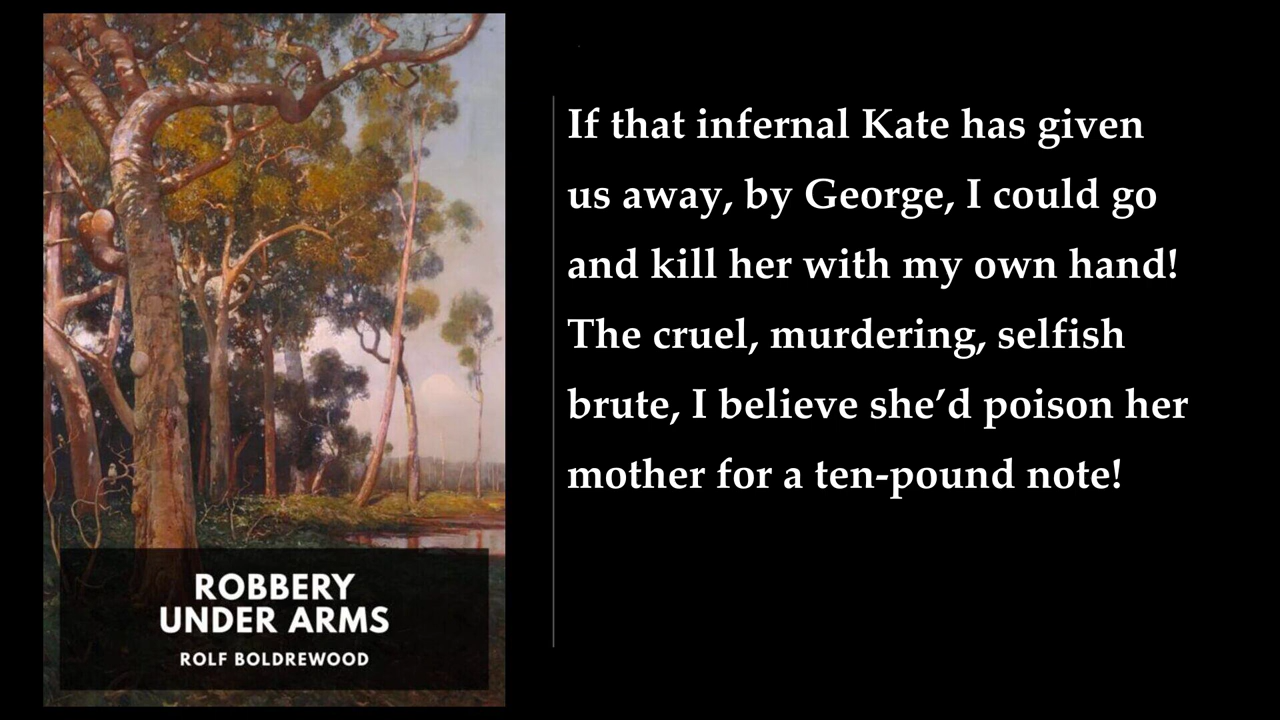 If that infernal Kate has given
us away, by George, I could go
and kill her with my own hand!
The cruel, murdering, selfish
brute, I believe she’d poison her
mother for a ten-pound note!
ROBBERY
UNDER ARMS
ROLF BOLDREWOOD